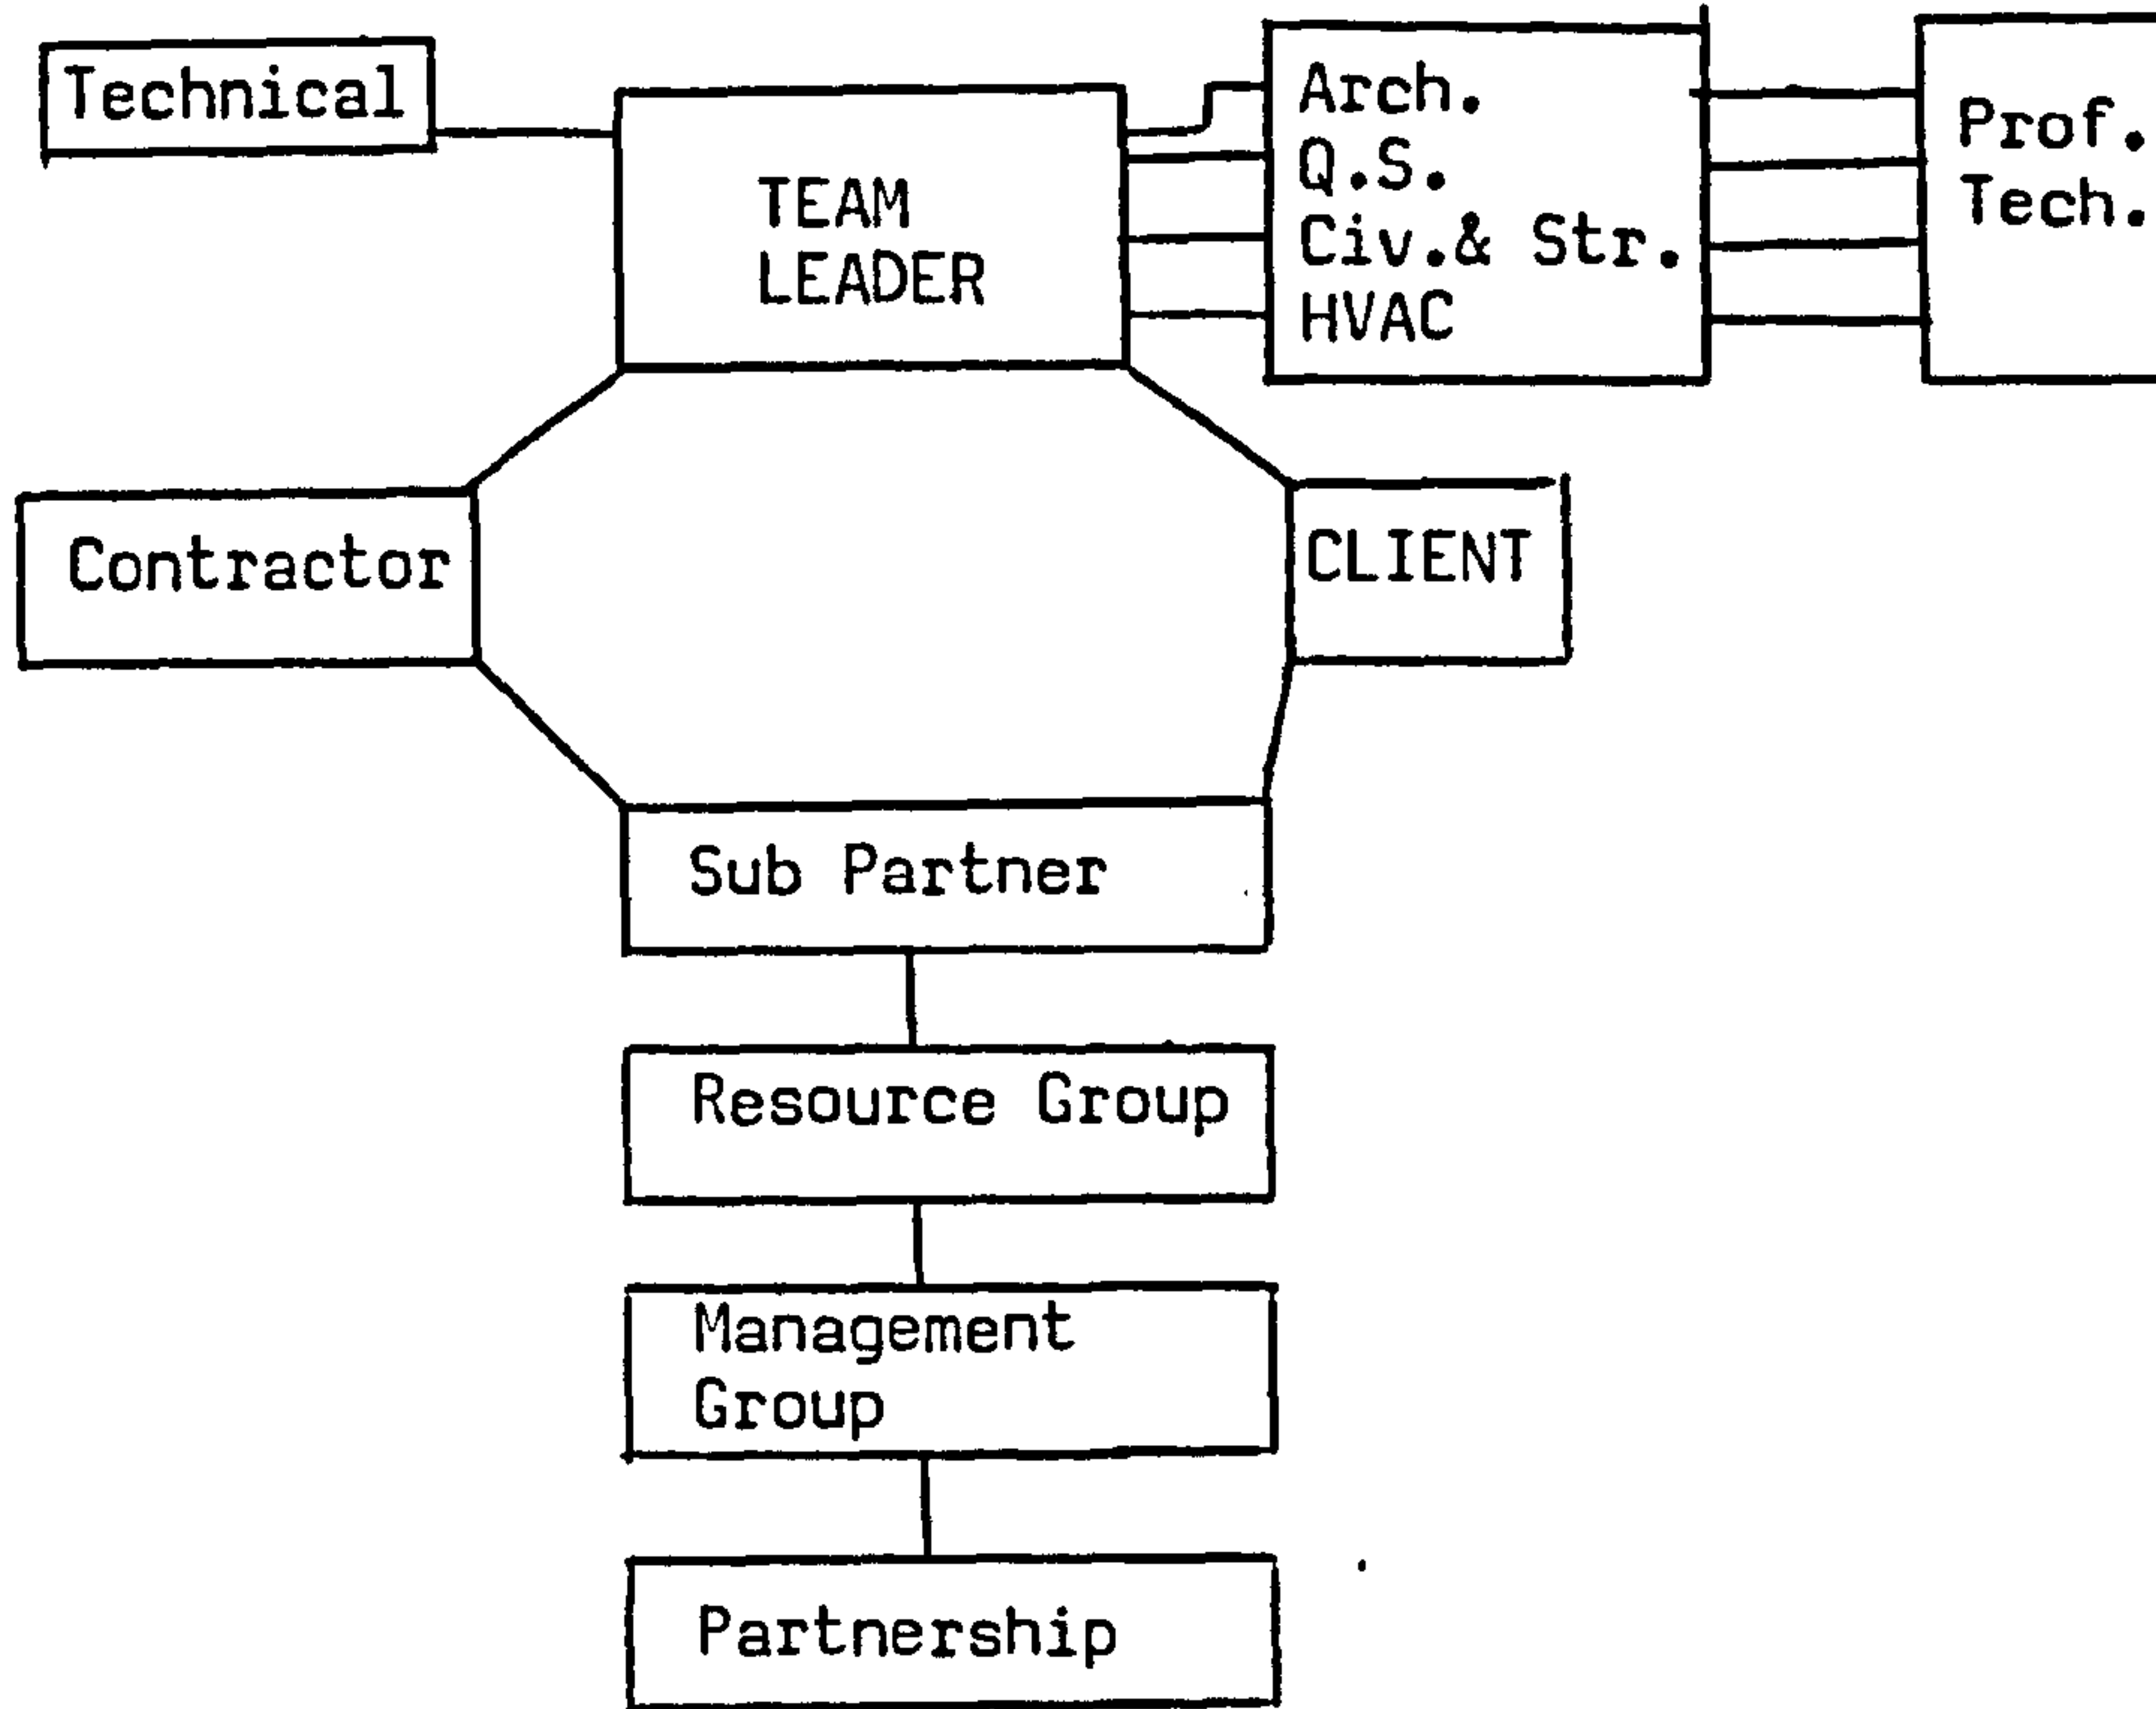 Technical
TEAM
LEADER
Arch.
Q.S.
Civ.& Str.
HVAC
Prof.
Tech.
Contractor
CLIENT
Sub Partner
Resource Group
Management
Group
Partnership